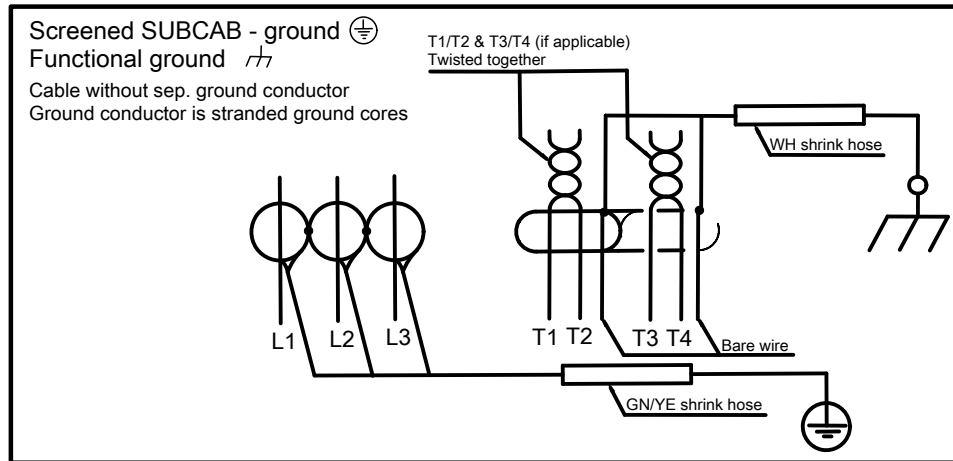 Screened SUBCAB - ground
Functional ground
Cable without sep. ground conductor
Ground conductor is stranded ground cores
T1/T2 & T3/T4 (if applicable)
Twisted together
WH shrink hose
L1 L2 L3
T1 T2 T3 T4
Bare wire
GN/YE shrink hose